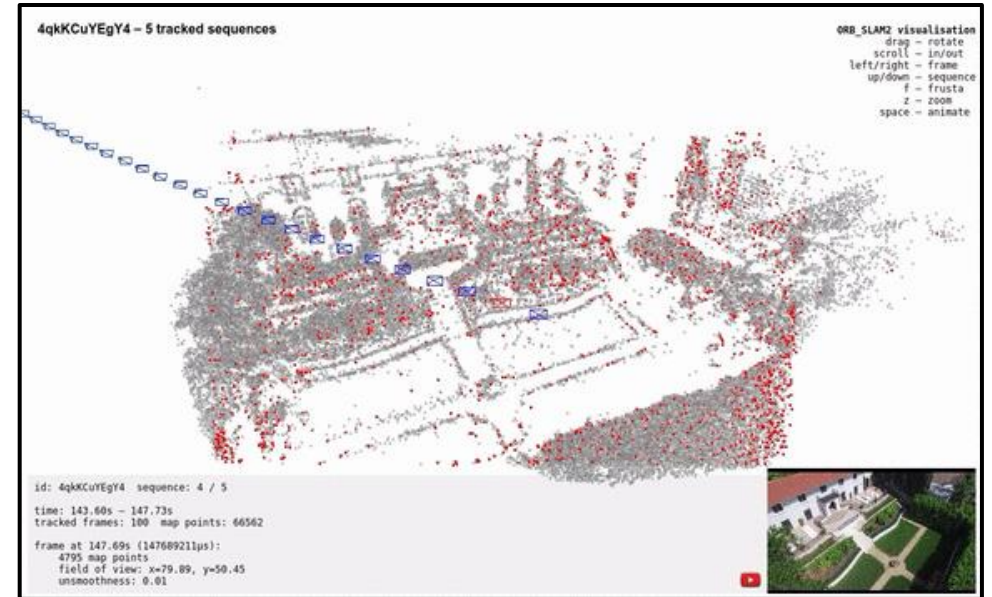 4qkKCuYEgY4 – 5 tracked sequences
ORB_SLAM2 visualisation
drag – rotate
scroll – in/out
left/right – frame
up/down – sequence
f – frusta
z – zoom
space – animate
id: 4qkKCuYEgY4 sequence: 4 / 5
time: 143.60s – 147.73s
tracked frames: 100 map points: 66562
frame at 147.69s (147689211µs):
4795 map points
field of view: x=79.89, y=50.45
unsmoothness: 0.01